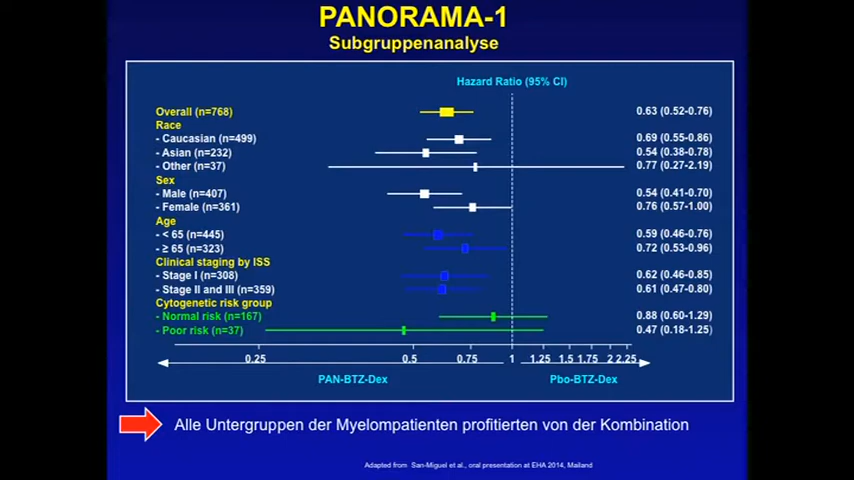 PANORAMA-1
Subgruppenanalyse
Hazard Ratio (95% CI)
Overall (n=768) 0.63 (0.52-0.76)
Race
- Caucasian (n=499) 0.69 (0.55-0.86)
- Asian (n=232) 0.54 (0.38-0.78)
- Other (n=37) 0.77 (0.27-2.19)
Sex
- Male (n=407) 0.54 (0.41-0.70)
- Female (n=361) 0.76 (0.57-1.00)
Age
- < 65 (n=445) 0.59 (0.46-0.76)
- ≥ 65 (n=323) 0.72 (0.53-0.96)
Clinical staging by ISS
- Stage I (n=308) 0.62 (0.46-0.85)
- Stage II and III (n=359) 0.61 (0.47-0.80)
Cytogenetic risk group
- Normal risk (n=167) 0.88 (0.60-1.29)
- Poor risk (n=37) 0.47 (0.18-1.25)
0.25 0.5 0.75 1 1.25 1.5 1.75 2 2.25
PAN-BTZ-Dex Pbo-BTZ-Dex
Alle Untergruppen der Myelompatienten profitierten von der Kombination
Adapted from San-Miguel et al., oral presentation at EHA 2014, Mailand